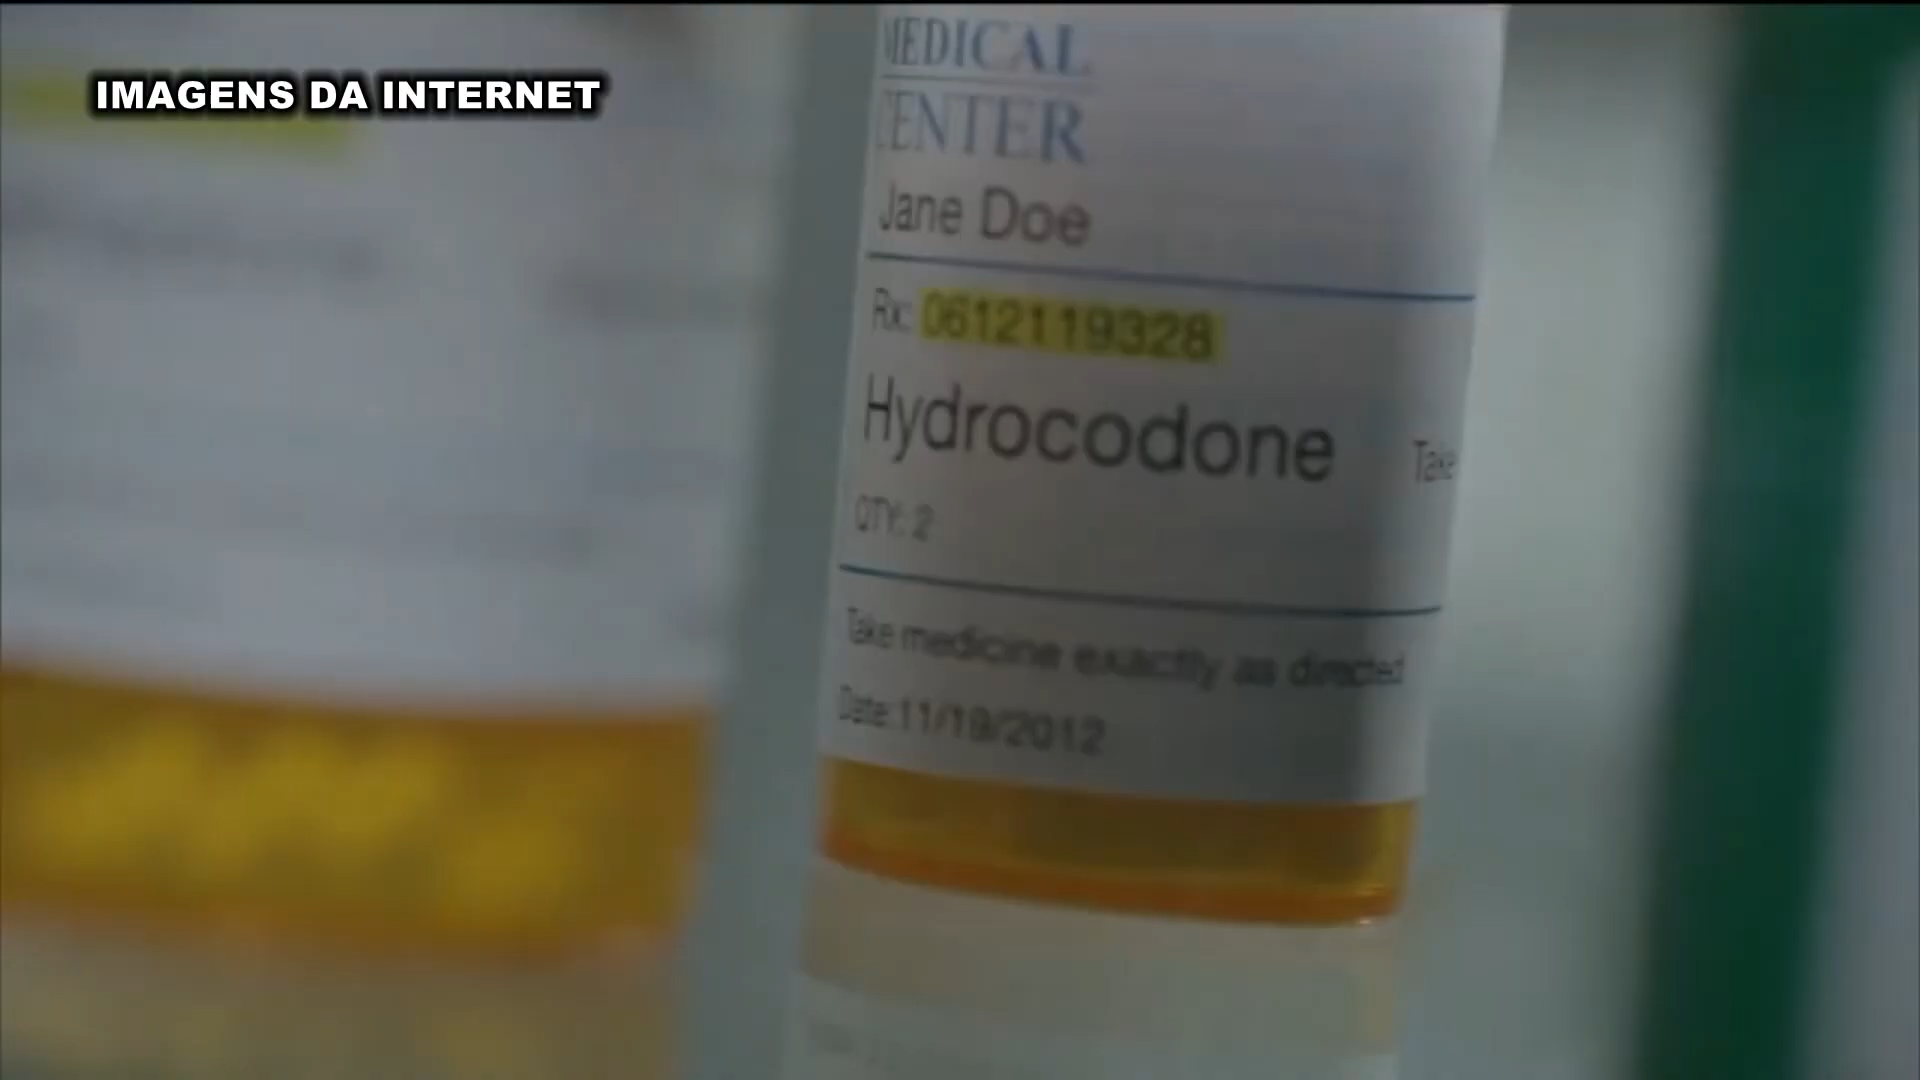 IMAGENS DA INTERNET
MEDICAL
CENTER
Jane Doe
Rx: 0612119328
Hydrocodone Take
QTY: 2
Take medicine exactly as directed
Date:11/19/2012